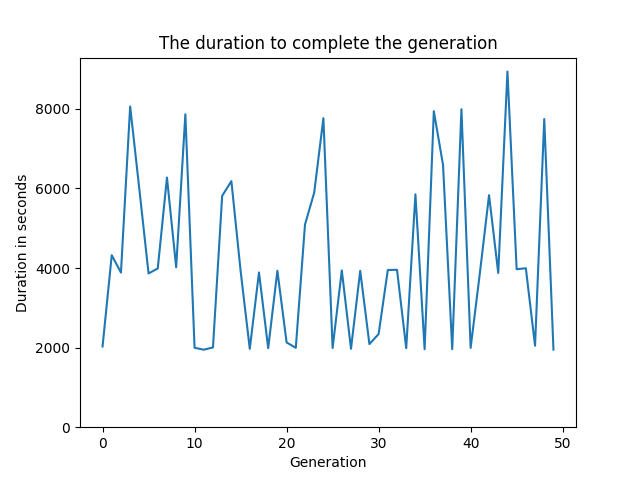 The duration to complete the generation
Duration in seconds
8000
6000
4000
2000
0
0 10 20 30 40 50
Generation